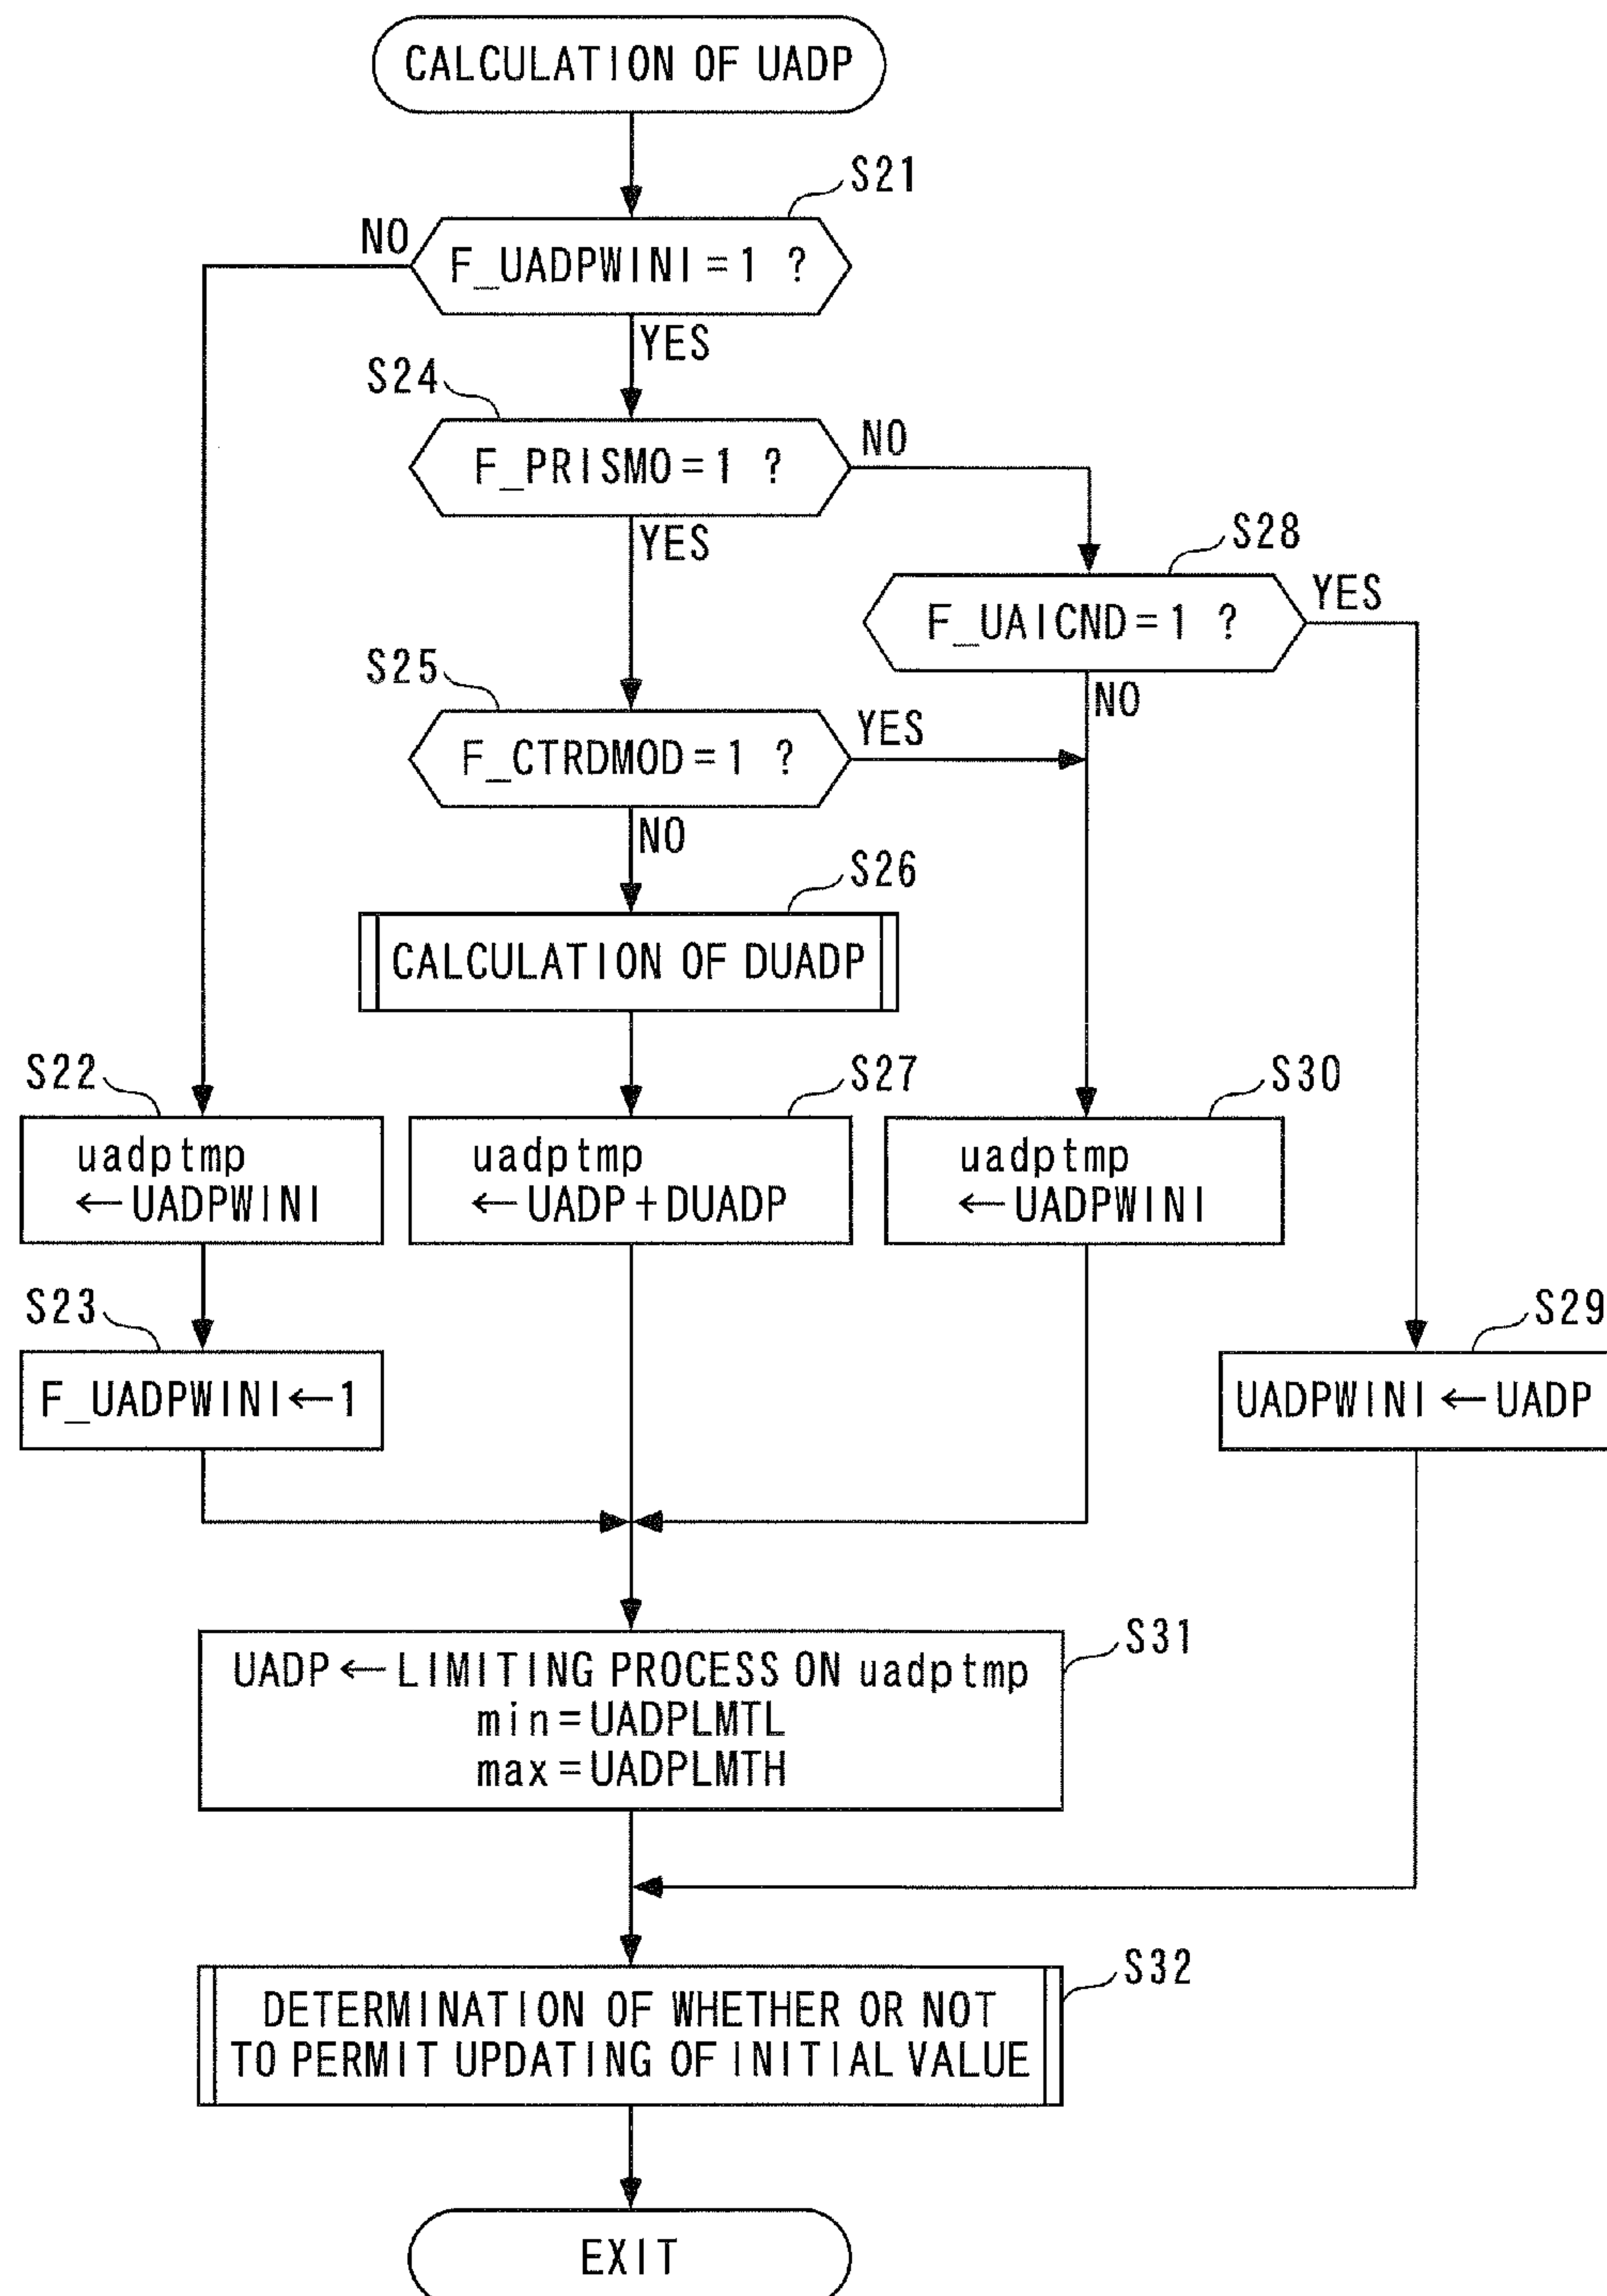 CALCULATION OF UADP
S21
NO
F_UADPWINI=1 ?
YES
S24
NO
F_PRISMO=1 ?
YES
S28
YES
F_UAICND=1 ?
NO
S25
YES
F_CTRDMOD=1 ?
NO
S26
CALCULATION OF DUADP
S22
uadptmp
←UADPWINI
S27
uadptmp
←UADP+DUADP
S30
uadptmp
←UADPWINI
S23
F_UADPWINI←1
S29
UADPWINI←UADP
S31
UADP←LIMITING PROCESS ON uadptmp
min=UADPLMTL
max=UADPLMTH
S32
DETERMINATION OF WHETHER OR NOT
TO PERMIT UPDATING OF INITIAL VALUE
EXIT